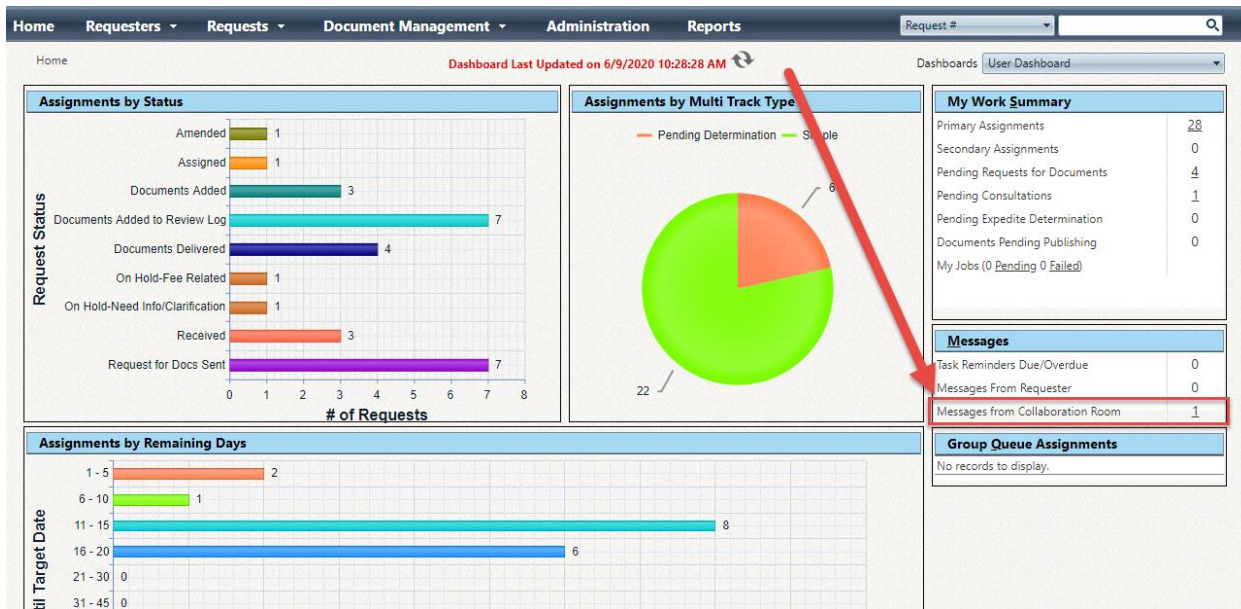 Home Requesters Requests Document Management Administration Reports Request #
Home
Dashboard Last Updated on 6/9/2020 10:28:28 AM
Dashboards User Dashboard
Assignments by Status
Request Status
Amended 1
Assigned 1
Documents Added 3
Documents Added to Review Log 7
Documents Delivered 4
On Hold-Fee Related 1
On Hold-Need Info/Clarification 1
Received 3
Request for Docs Sent 7
0 1 2 3 4 5 6 7 8
# of Requests
Assignments by Multi Track Type
Pending Determination
6
22
My Work Summary
Primary Assignments 28
Secondary Assignments 0
Pending Requests for Documents 4
Pending Consultations 1
Pending Expedite Determination 0
Documents Pending Publishing 0
My Jobs (0 Pending 0 Failed)
Messages
Task Reminders Due/Overdue 0
Messages From Requester 0
Messages from Collaboration Room 1
Group Queue Assignments
No records to display.
Assignments by Remaining Days
Target Date
1 - 5 2
6 - 10 1
11 - 15 8
16 - 20 6
21 - 30 0
31 - 45 0